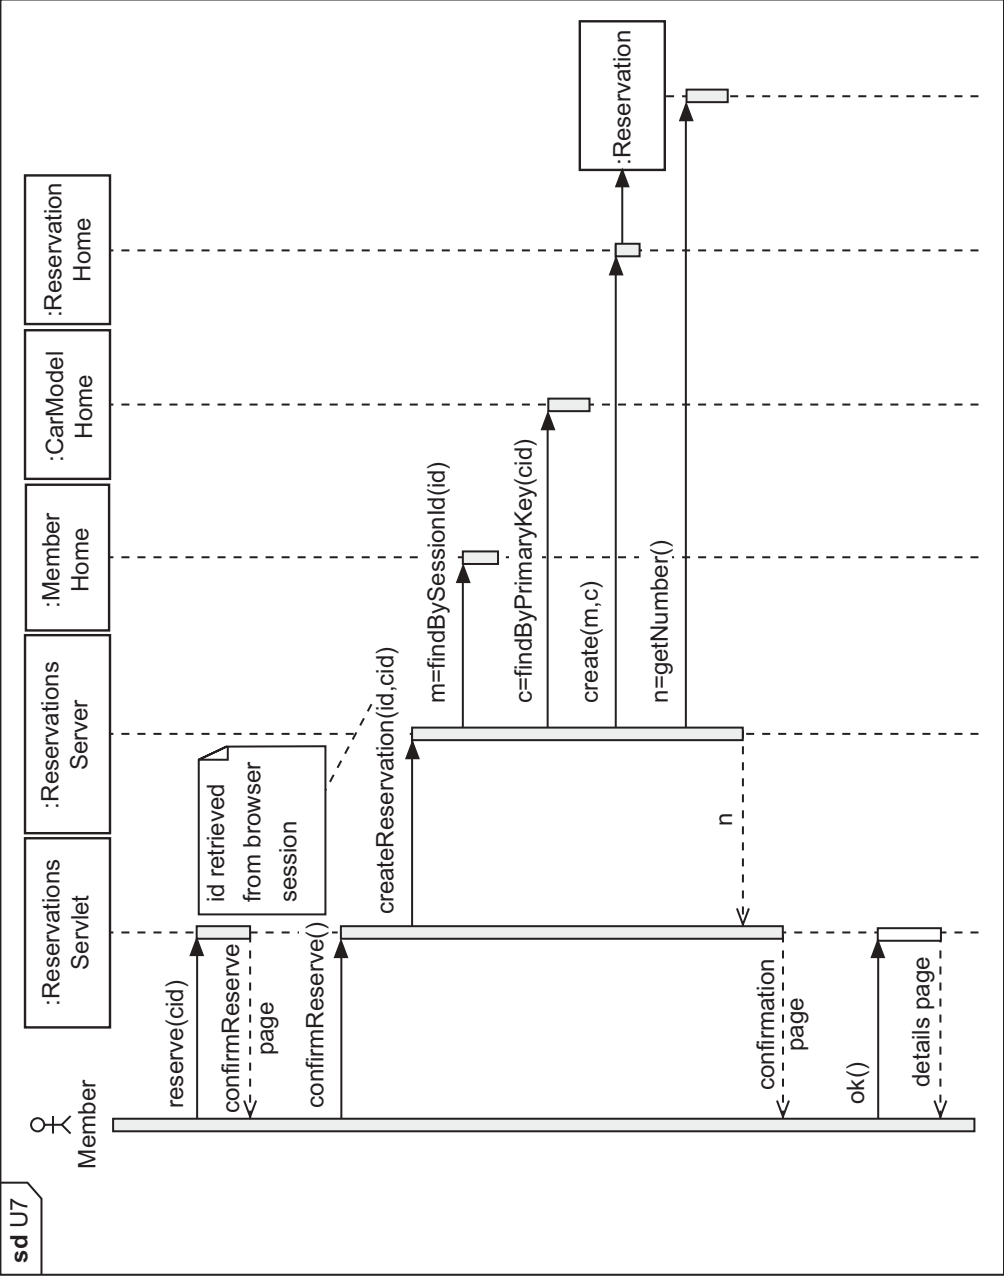 sd U7
Member
:Reservations
Servlet
:Reservations
Server
:Member
Home
:CarModel
Home
:Reservation
Home
reserve(cid)
confirmReserve
page
id retrieved
from browser
session
confirmReserve()
createReservation(id,cid)
m=findBySessionId(id)
c=findByPrimaryKey(cid)
create(m,c)
:Reservation
n=getNumber()
n
confirmation
page
ok()
details page